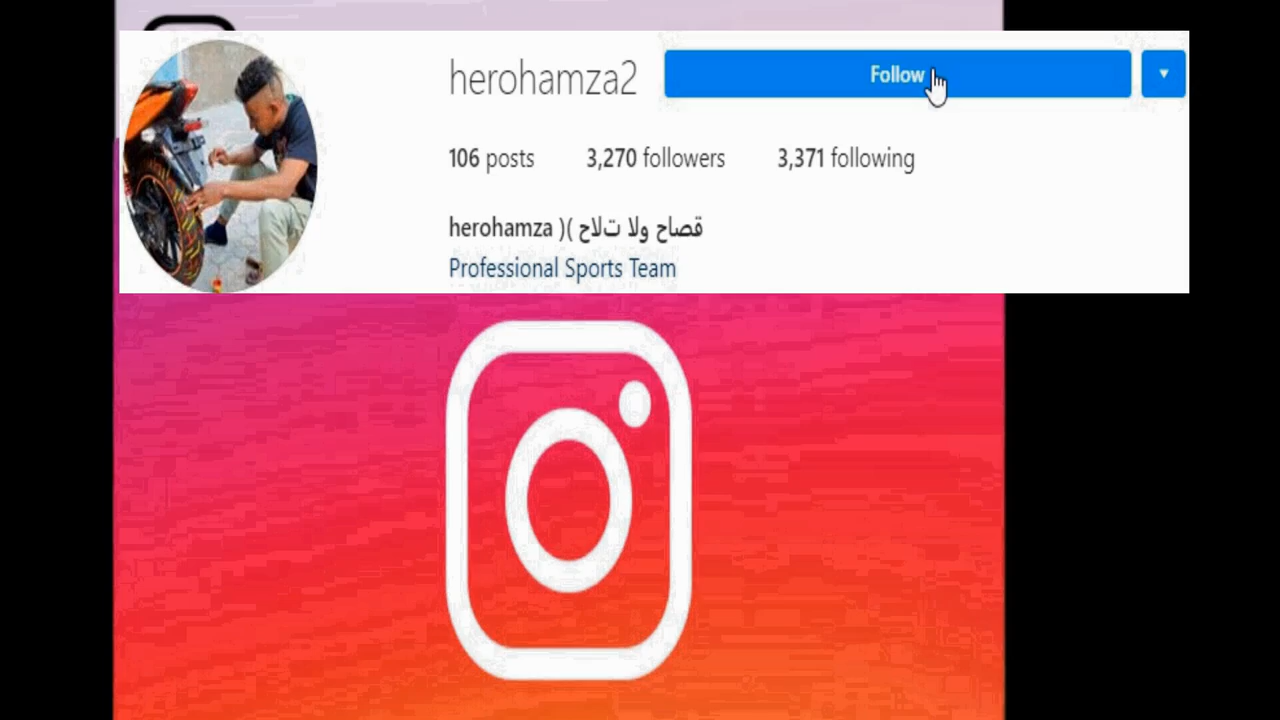 herohamza2
Follow
106 posts 3,270 followers 3,371 following
herohamza )( قصاح ولا تلاح
Professional Sports Team